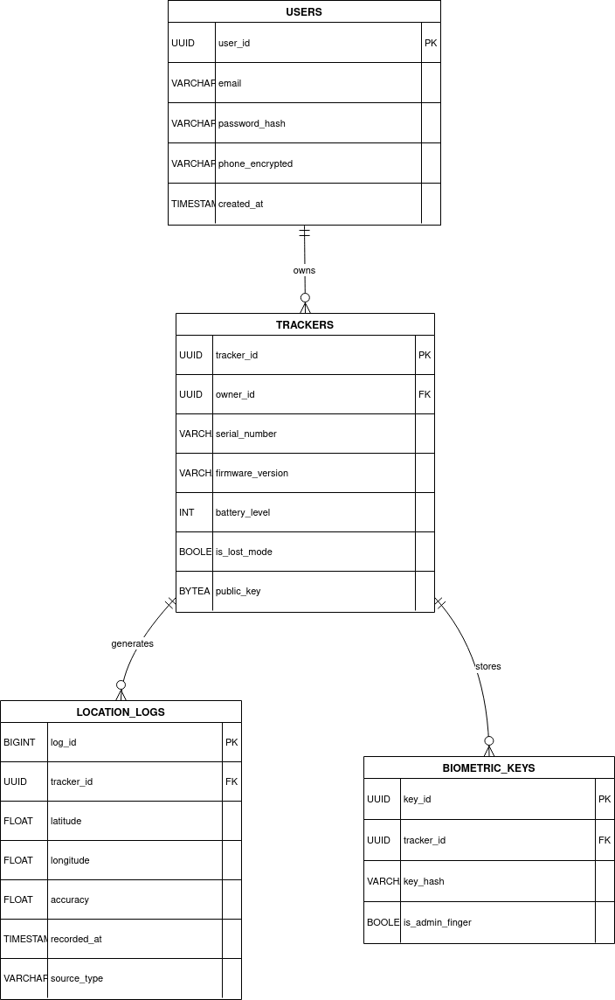 USERS
UUID user_id PK
VARCHAR email
VARCHAR password_hash
VARCHAR phone_encrypted
TIMESTAM created_at
owns
TRACKERS
UUID tracker_id PK
UUID owner_id FK
VARCH serial_number
VARCH firmware_version
INT battery_level
BOOLE is_lost_mode
BYTEA public_key
generates
stores
LOCATION_LOGS
BIGINT log_id PK
UUID tracker_id FK
FLOAT latitude
FLOAT longitude
FLOAT accuracy
TIMESTAM recorded_at
VARCHAR source_type
BIOMETRIC_KEYS
UUID key_id PK
UUID tracker_id FK
VARCH key_hash
BOOLE is_admin_finger